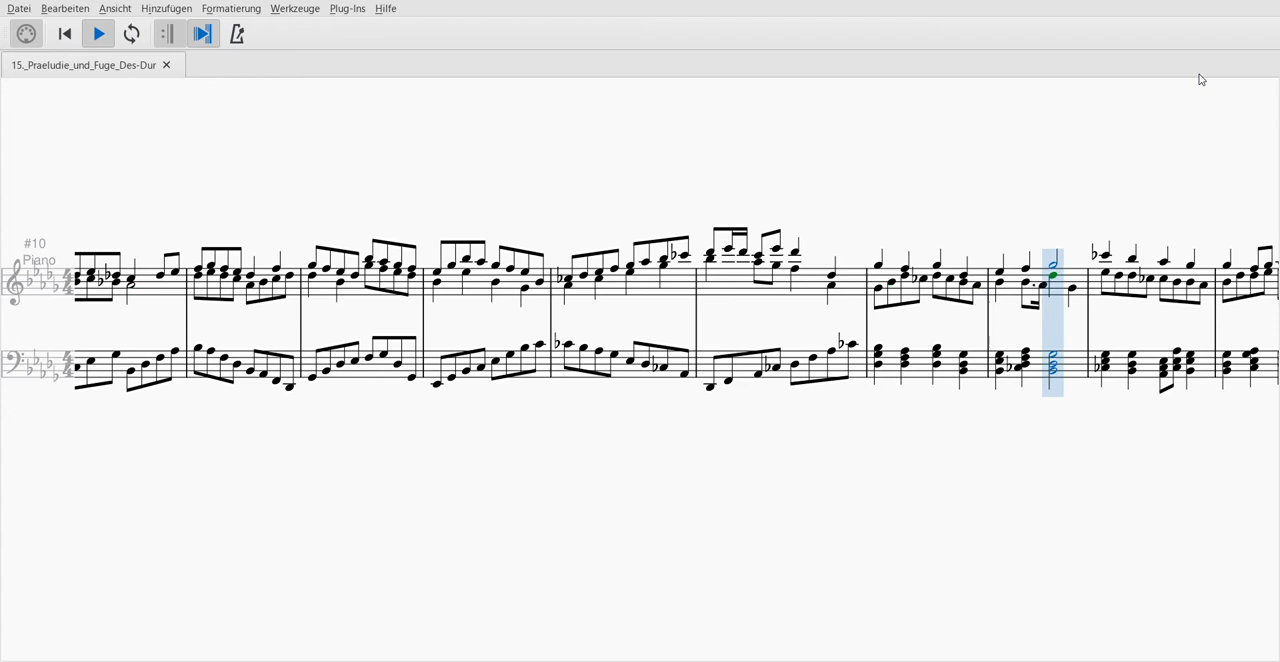 Datei Bearbeiten Ansicht Hinzufügen Formatierung Werkzeuge Plug-Ins Hilfe
15._Praeludie_und_Fuge_Des-Dur
#10
Piano